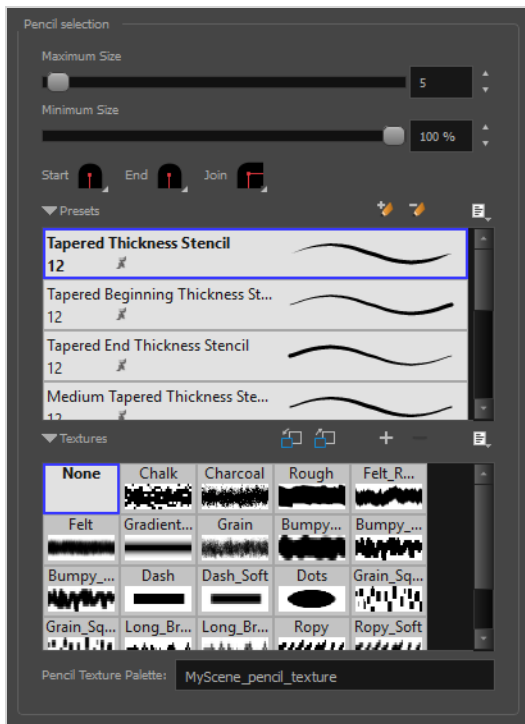 Pencil selection
Maximum Size
5
Minimum Size
100 %
Start End Join
Presets
Tapered Thickness Stencil
12
Tapered Beginning Thickness St...
12
Tapered End Thickness Stencil
12
Medium Tapered Thickness Ste...
12
Textures
None Chalk Charcoal Rough Felt_R...
Felt Gradient... Grain Bumpy... Bumpy_...
Bumpy_... Dash Dash_Soft Dots Grain_Sq...
Grain_Sq... Long_Br... Long_Br... Ropy Ropy_Soft
Pencil Texture Palette: MyScene_pencil_texture